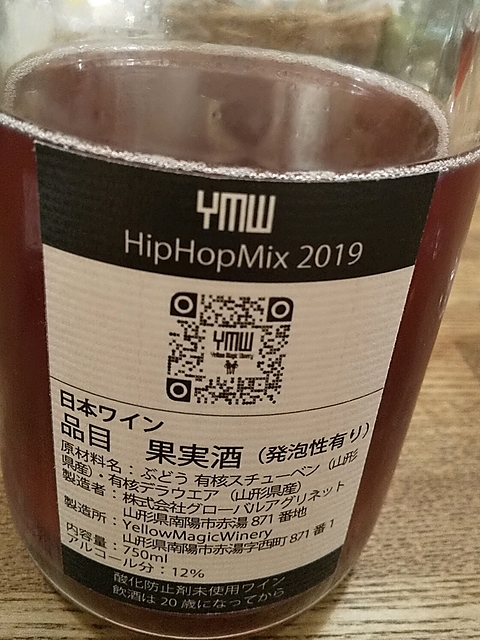 YMW
HipHopMix 2019
YMW
日本ワイン
品目 果実酒（発泡性有り）
原材料名：ぶどう 有核スチューベン（山形
県産）・有核デラウエア（山形県産）
製造者：株式会社グローバルアグリネット
山形県南陽市赤湯 871 番地
製造所：YellowMagicWinery
山形県南陽市赤湯字西町 871 番 1
内容量：750ml
アルコール分：12%
酸化防止剤未使用ワイン
飲酒は 20 歳になってから